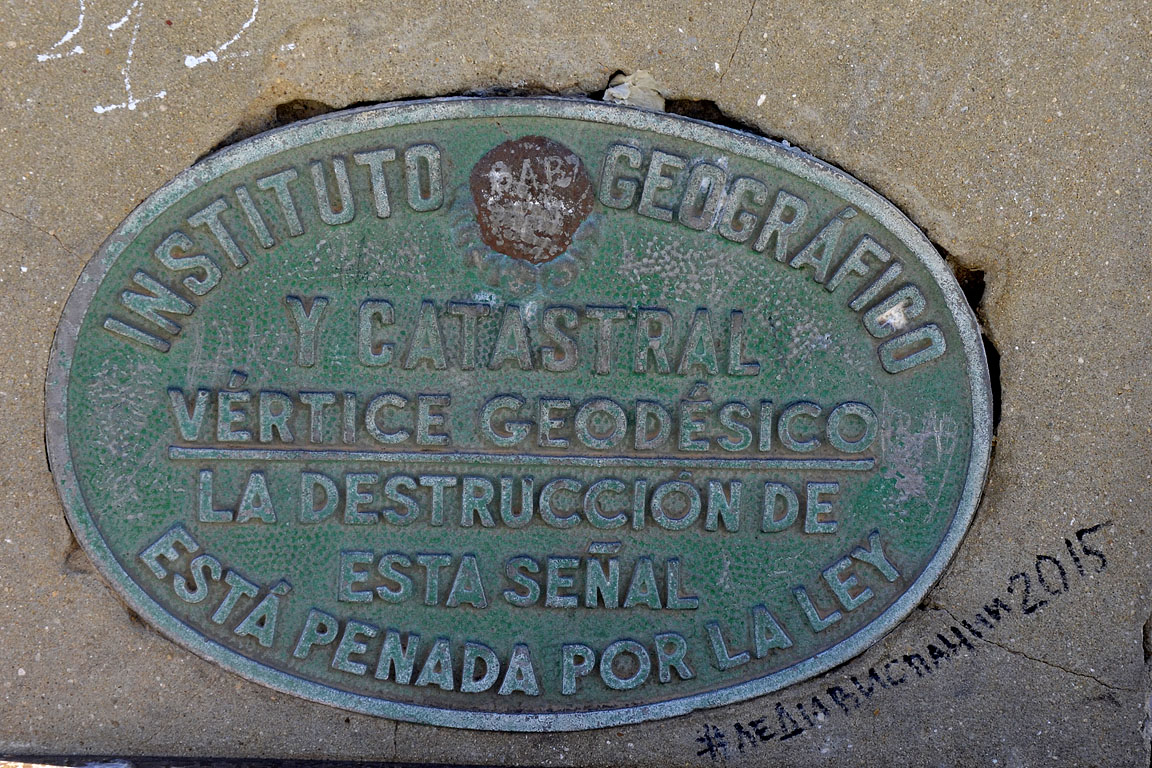 INSTITUTO GEOGRÁFICO
Y CATASTRAL
VÉRTICE GEODÉSICO
LA DESTRUCCIÓN DE
ESTA SEÑAL
ESTÁ PENADA POR LA LEY
#ЛЕДИВИСПАНИИ2015